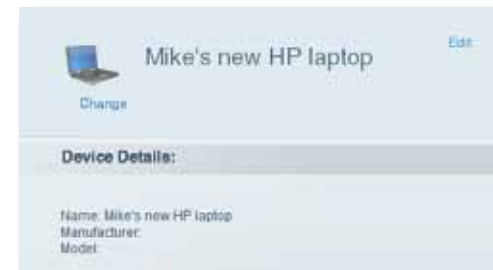 Mike's new HP laptop
Edit
Change
Device Details:
Name: Mike's new HP laptop
Manufacturer:
Model: